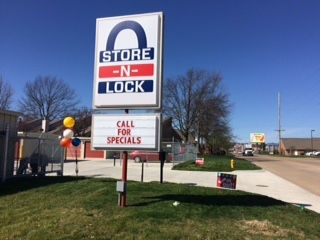 STORE
-N-
LOCK
CALL
FOR
SPECIALS